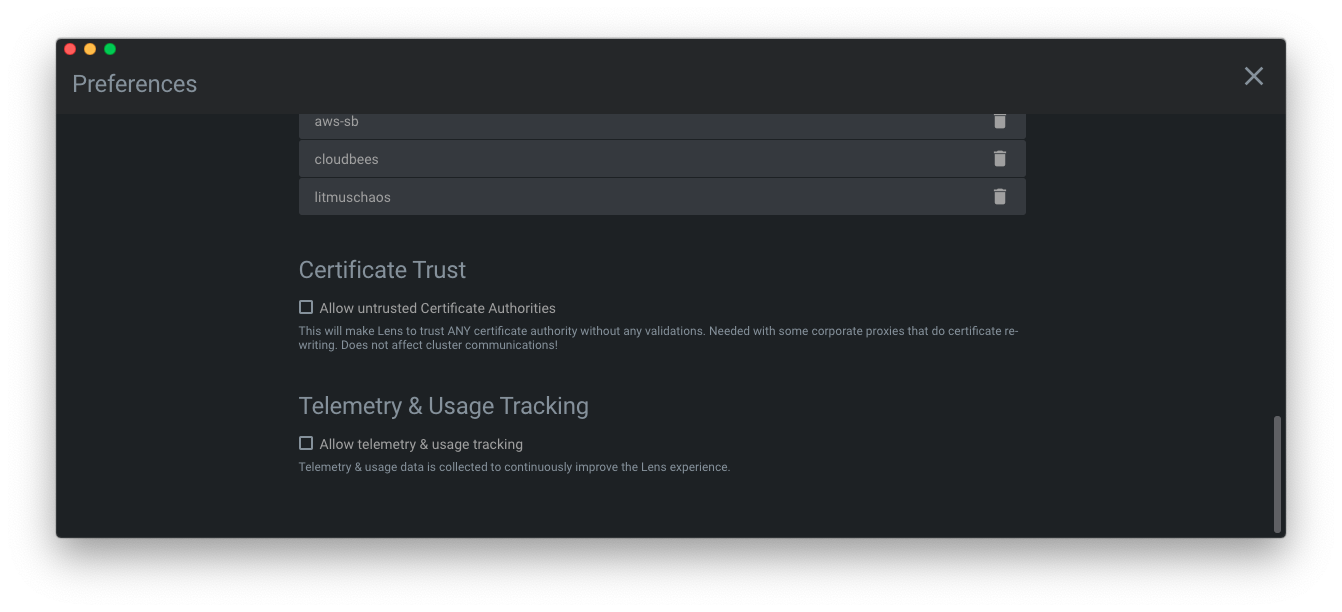 Preferences
aws-sb
cloudbees
litmuschaos
Certificate Trust
Allow untrusted Certificate Authorities
This will make Lens to trust ANY certificate authority without any validations. Needed with some corporate proxies that do certificate re-
writing. Does not affect cluster communications!
Telemetry & Usage Tracking
Allow telemetry & usage tracking
Telemetry & usage data is collected to continuously improve the Lens experience.